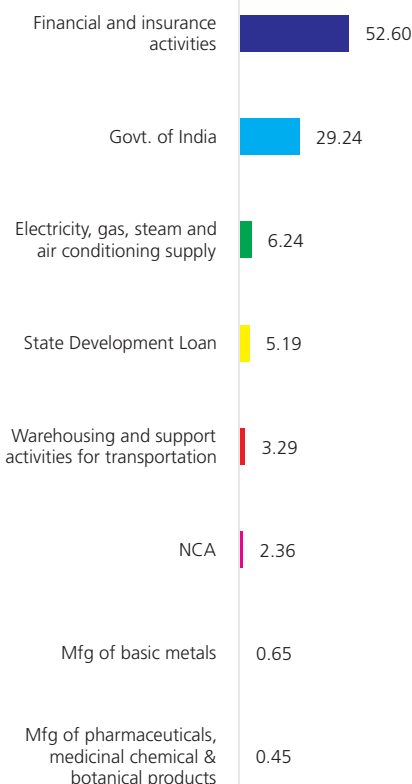 Financial and insurance
activities
52.60
Govt. of India
29.24
Electricity, gas, steam and
air conditioning supply
6.24
State Development Loan
5.19
Warehousing and support
activities for transportation
3.29
NCA
2.36
Mfg of basic metals
0.65
Mfg of pharmaceuticals,
medicinal chemical &
botanical products
0.45